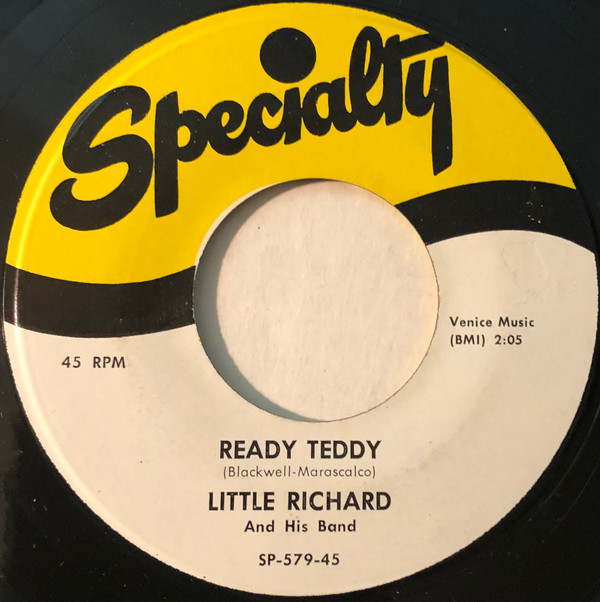 Specialty
45 RPM
Venice Music
(BMI) 2:05
READY TEDDY
(Blackwell-Marascalco)
LITTLE RICHARD
And His Band
SP-579-45